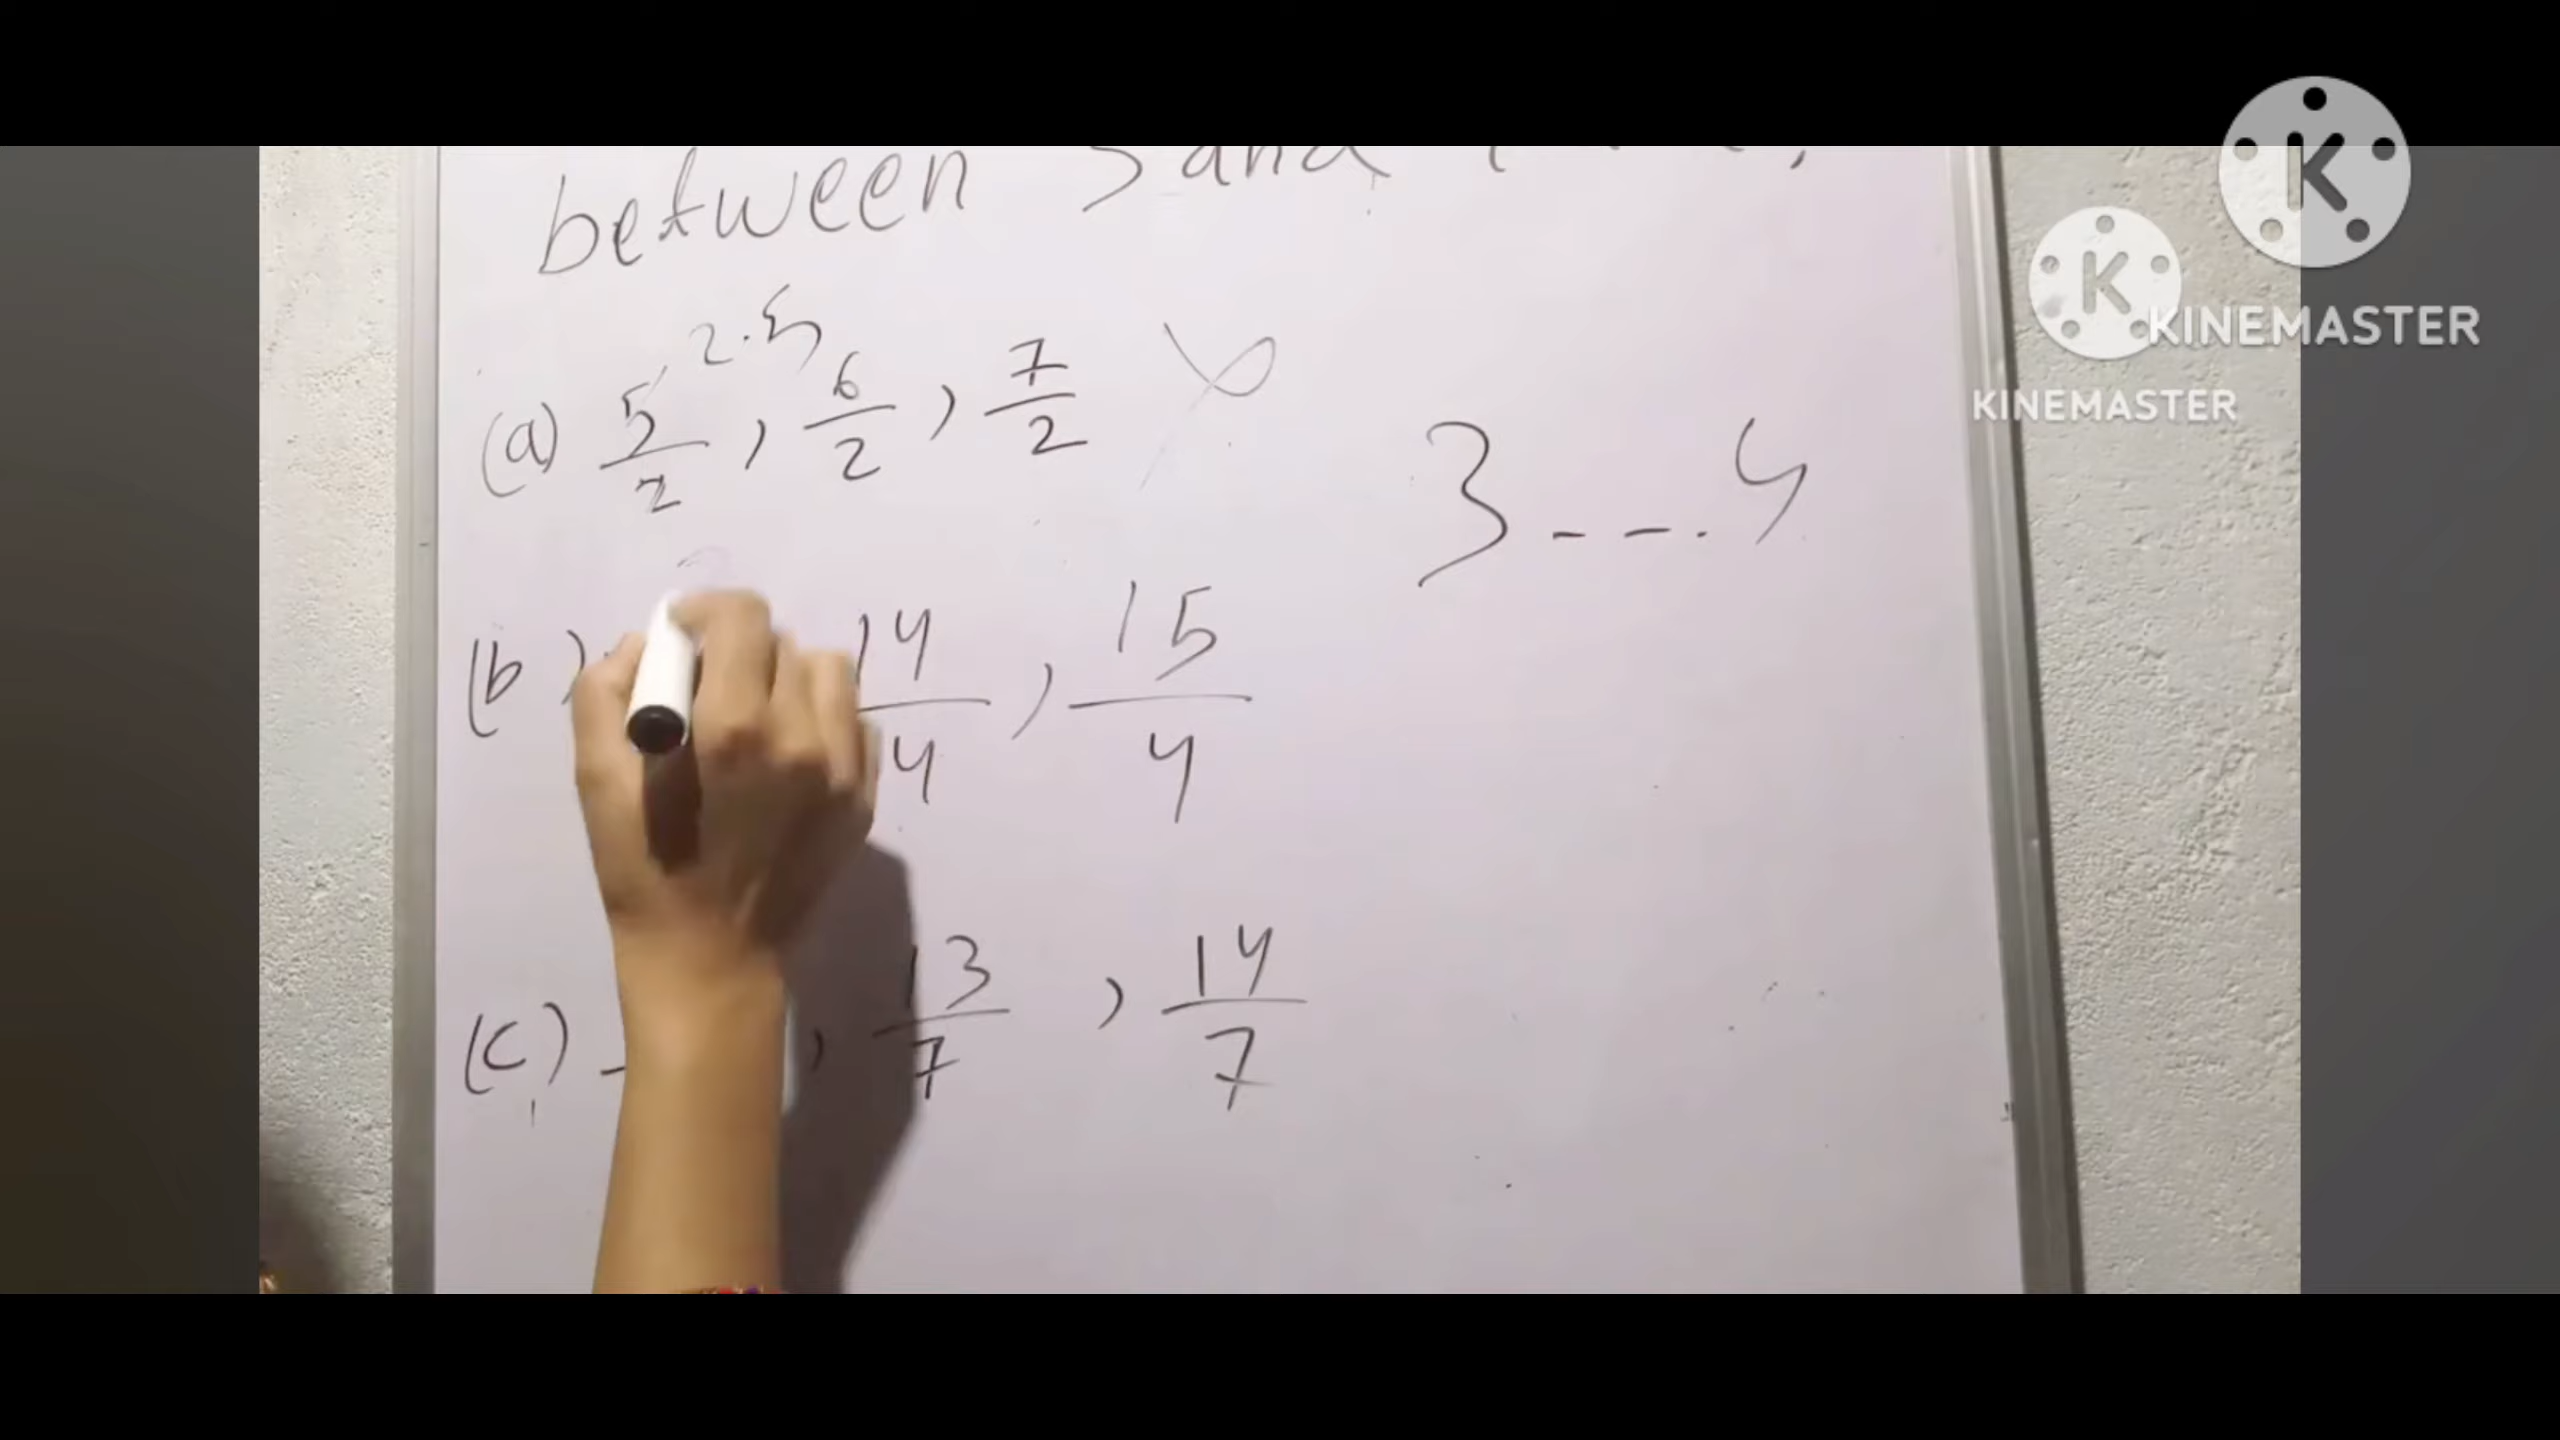 between 3 and
KINEMASTER
KINEMASTER
2.5
(a) 5/2, 6/2, 7/2
3 - - . 4
(b) 14/4, 15/4
(c) , 13/7, 14/7